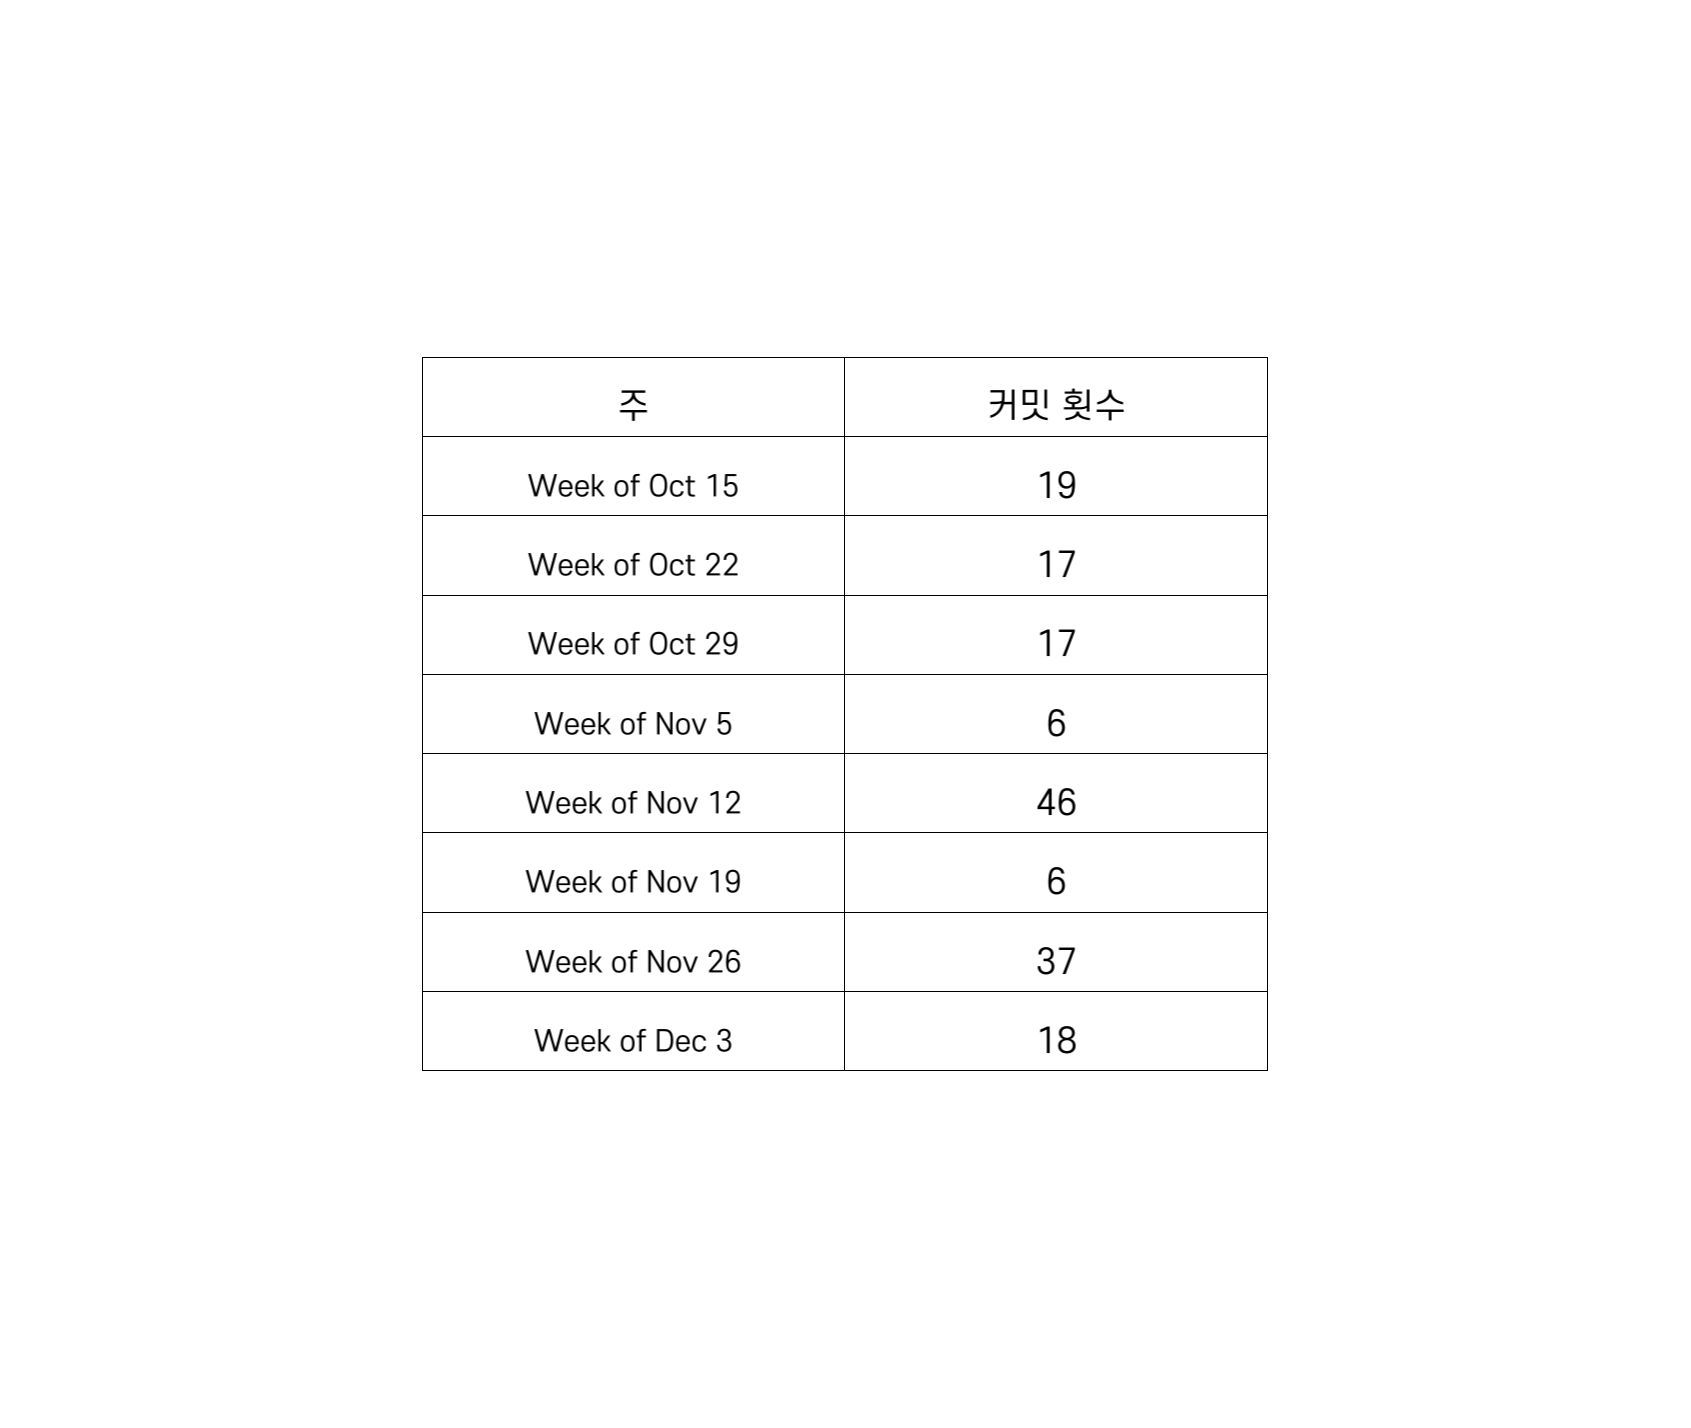 주 커밋 횟수
Week of Oct 15 19
Week of Oct 22 17
Week of Oct 29 17
Week of Nov 5 6
Week of Nov 12 46
Week of Nov 19 6
Week of Nov 26 37
Week of Dec 3 18